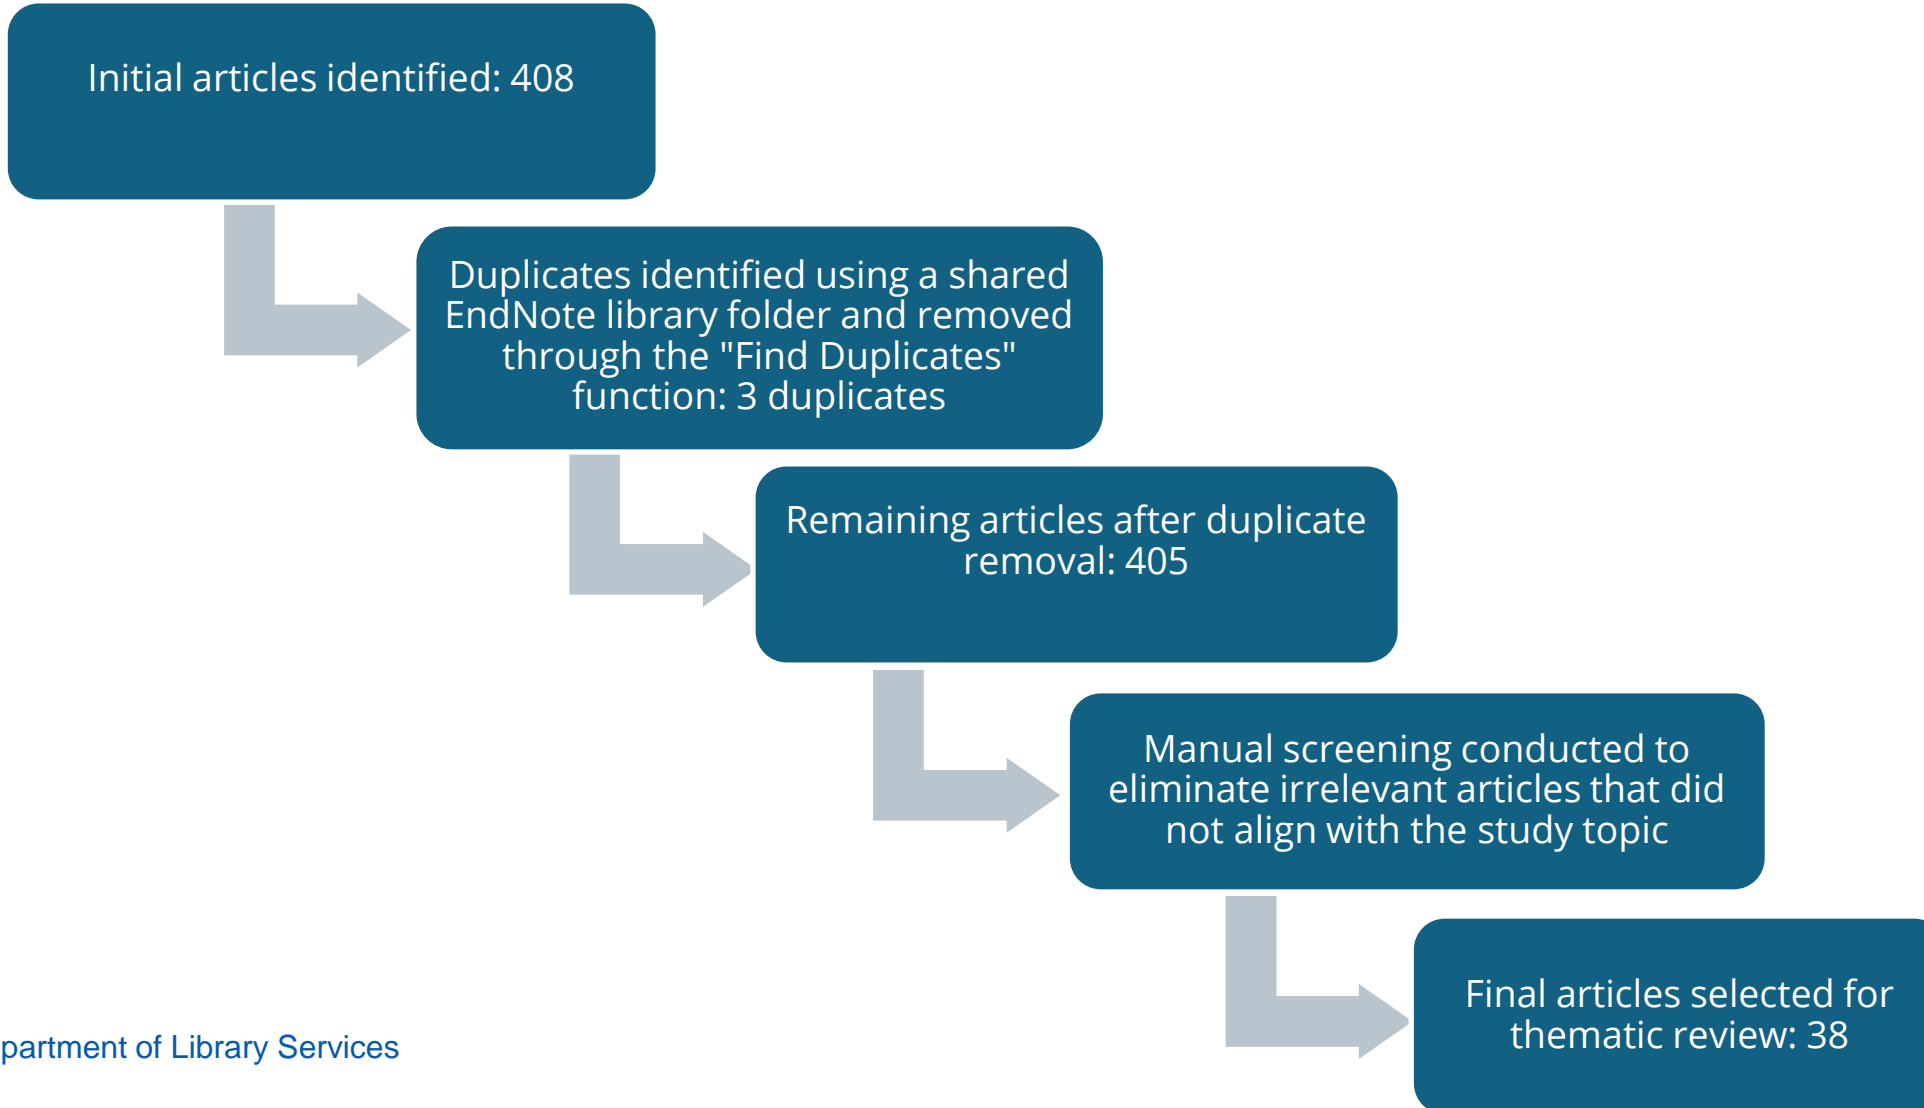 Initial articles identified: 408
Duplicates identified using a shared
EndNote library folder and removed
through the "Find Duplicates"
function: 3 duplicates
Remaining articles after duplicate
removal: 405
Manual screening conducted to
eliminate irrelevant articles that did
not align with the study topic
Final articles selected for
thematic review: 38
partment of Library Services